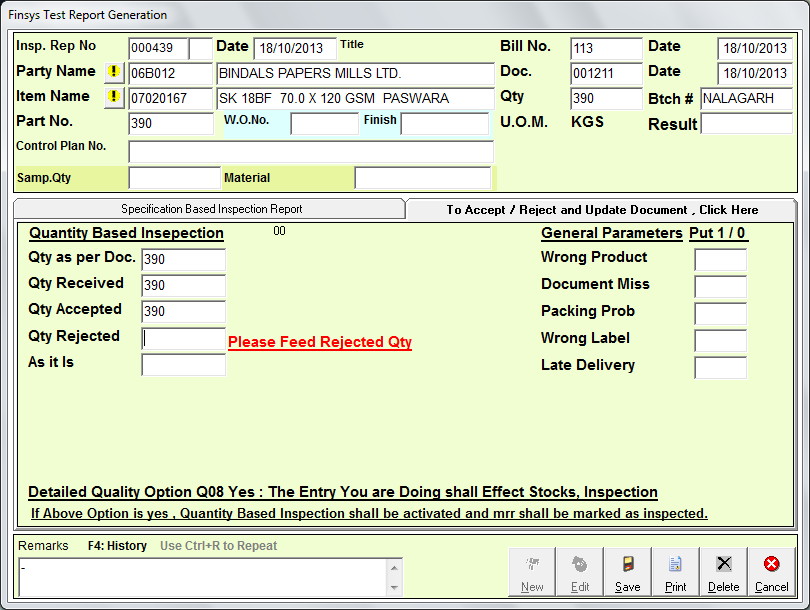 Finsys Test Report Generation
Insp. Rep No 000439 Date 18/10/2013 Title Bill No. 113 Date 18/10/2013
Party Name ! 06B012 BINDALS PAPERS MILLS LTD. Doc. 001211 Date 18/10/2013
Item Name ! 07020167 SK 18BF 70.0 X 120 GSM PASWARA Qty 390 Btch # NALAGARH
Part No. 390 W.O.No. Finish U.O.M. KGS Result
Control Plan No.
Samp.Qty Material
Specification Based Inspection Report To Accept / Reject and Update Document , Click Here
Quantity Based Insepection 00 General Parameters Put 1 / 0
Qty as per Doc. 390 Wrong Product
Qty Received 390 Document Miss
Qty Accepted 390 Packing Prob
Qty Rejected Please Feed Rejected Qty Wrong Label
As it Is Late Delivery
Detailed Quality Option Q08 Yes : The Entry You are Doing shall Effect Stocks, Inspection
If Above Option is yes , Quantity Based Inspection shall be activated and mrr shall be marked as inspected.
Remarks F4: History Use Ctrl+R to Repeat
-
New Edit Save Print Delete Cancel